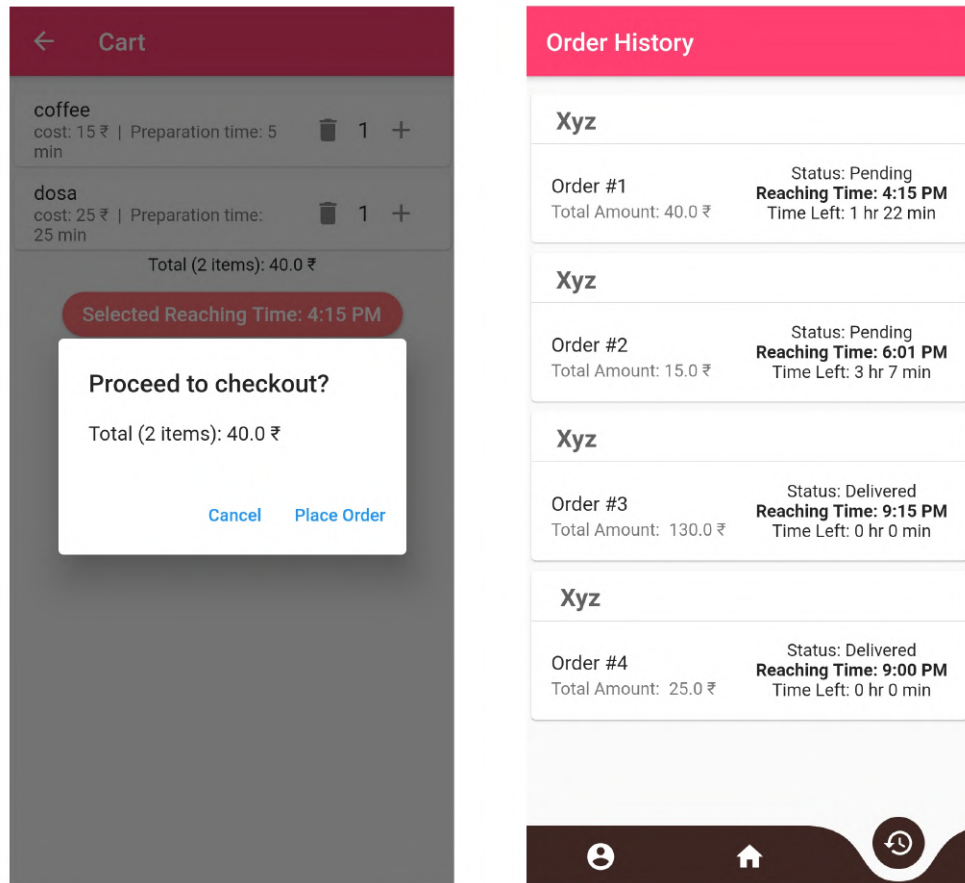 Cart
coffee
cost: 15 ₹ | Preparation time: 5
min
1
dosa
cost: 25 ₹ | Preparation time:
25 min
1
Total (2 items): 40.0 ₹
Selected Reaching Time: 4:15 PM
Proceed to checkout?
Total (2 items): 40.0 ₹
Cancel Place Order
Order History
Xyz
Order #1
Total Amount: 40.0 ₹
Status: Pending
Reaching Time: 4:15 PM
Time Left: 1 hr 22 min
Xyz
Order #2
Total Amount: 15.0 ₹
Status: Pending
Reaching Time: 6:01 PM
Time Left: 3 hr 7 min
Xyz
Order #3
Total Amount: 130.0 ₹
Status: Delivered
Reaching Time: 9:15 PM
Time Left: 0 hr 0 min
Xyz
Order #4
Total Amount: 25.0 ₹
Status: Delivered
Reaching Time: 9:00 PM
Time Left: 0 hr 0 min